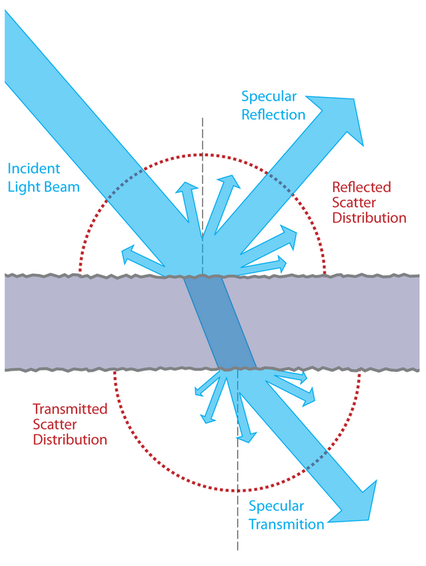 Specular
Reflection
Incident
Light Beam
Reflected
Scatter
Distribution
Transmitted
Scatter
Distribution
Specular
Transmition